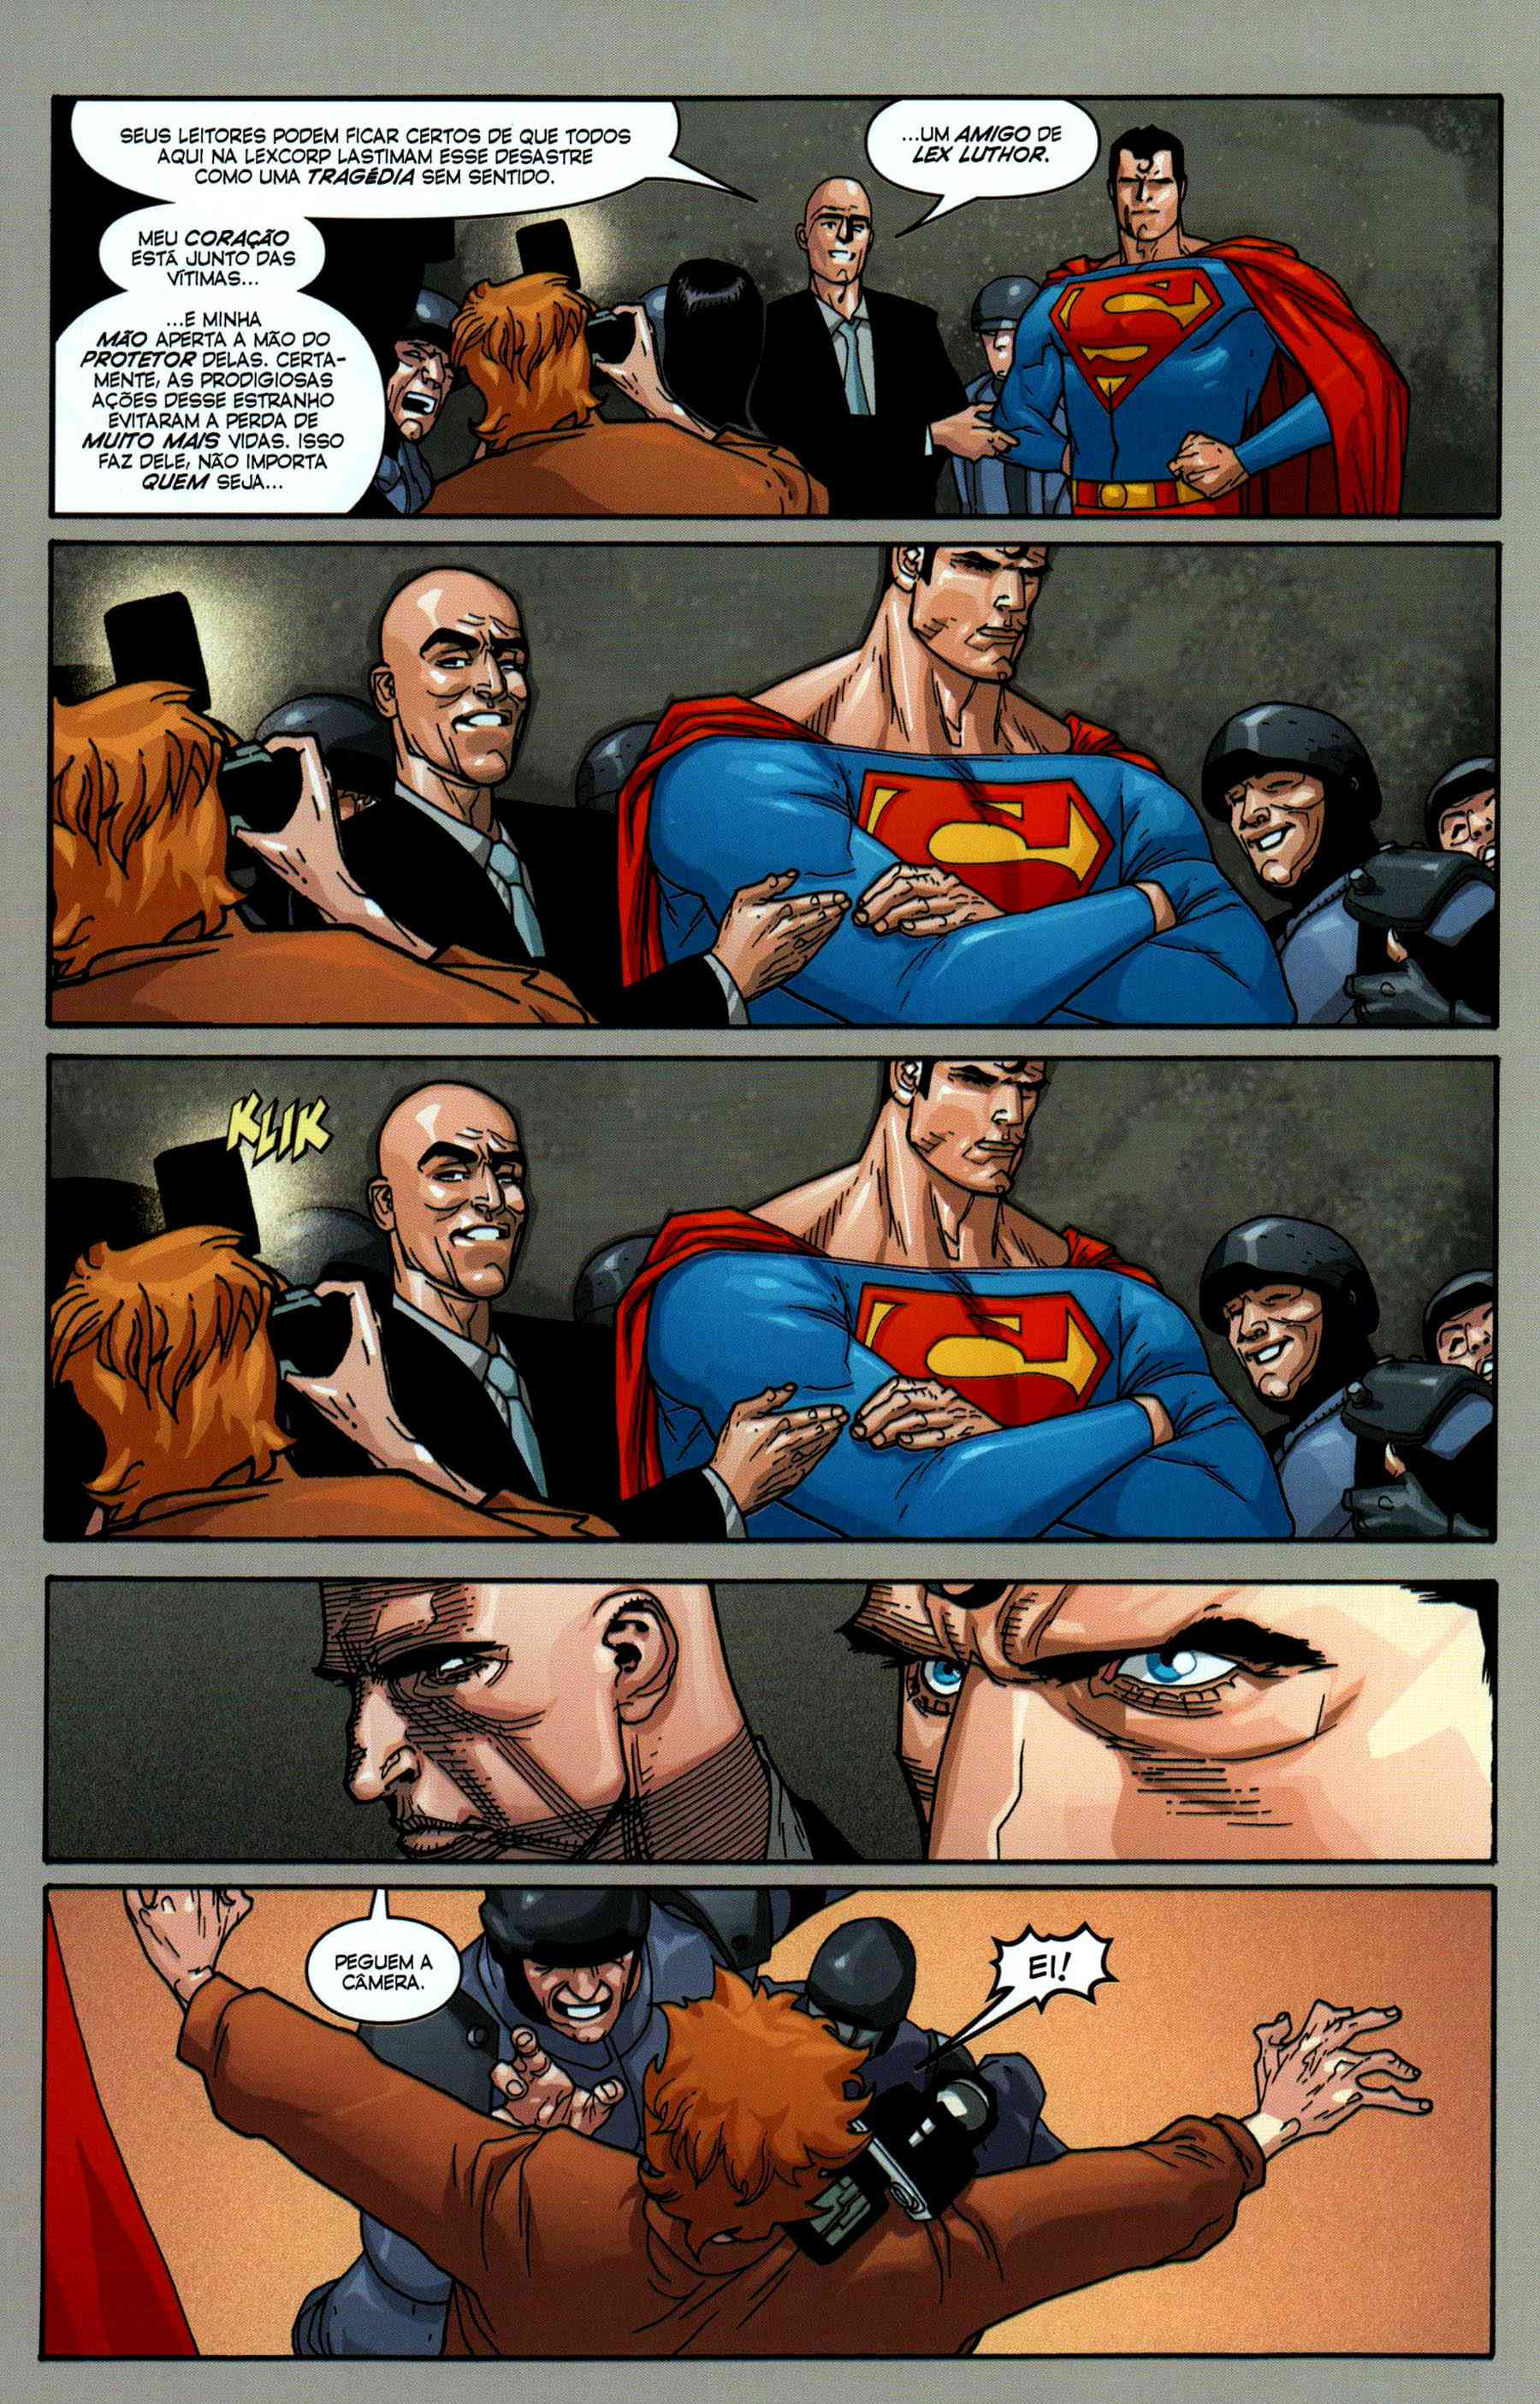 SEUS LEITORES PODEM FICAR CERTOS DE QUE TODOS
AQUI NA LEXCORP LASTIMAM ESSE DESASTRE
COMO UMA TRAGÉDIA SEM SENTIDO.
MEU CORAÇÃO
ESTÁ JUNTO DAS
VÍTIMAS...
...E MINHA
MÃO APERTA A MÃO DO
PROTETOR DELAS. CERTA-
MENTE, AS PRODIGIOSAS
AÇÕES DESSE ESTRANHO
EVITARAM A PERDA DE
MUITO MAIS VIDAS. ISSO
FAZ DELE, NÃO IMPORTA
QUEM SEJA...
...UM AMIGO DE
LEX LUTHOR.
KLIK
PEGUEM A
CÂMERA.
EI!